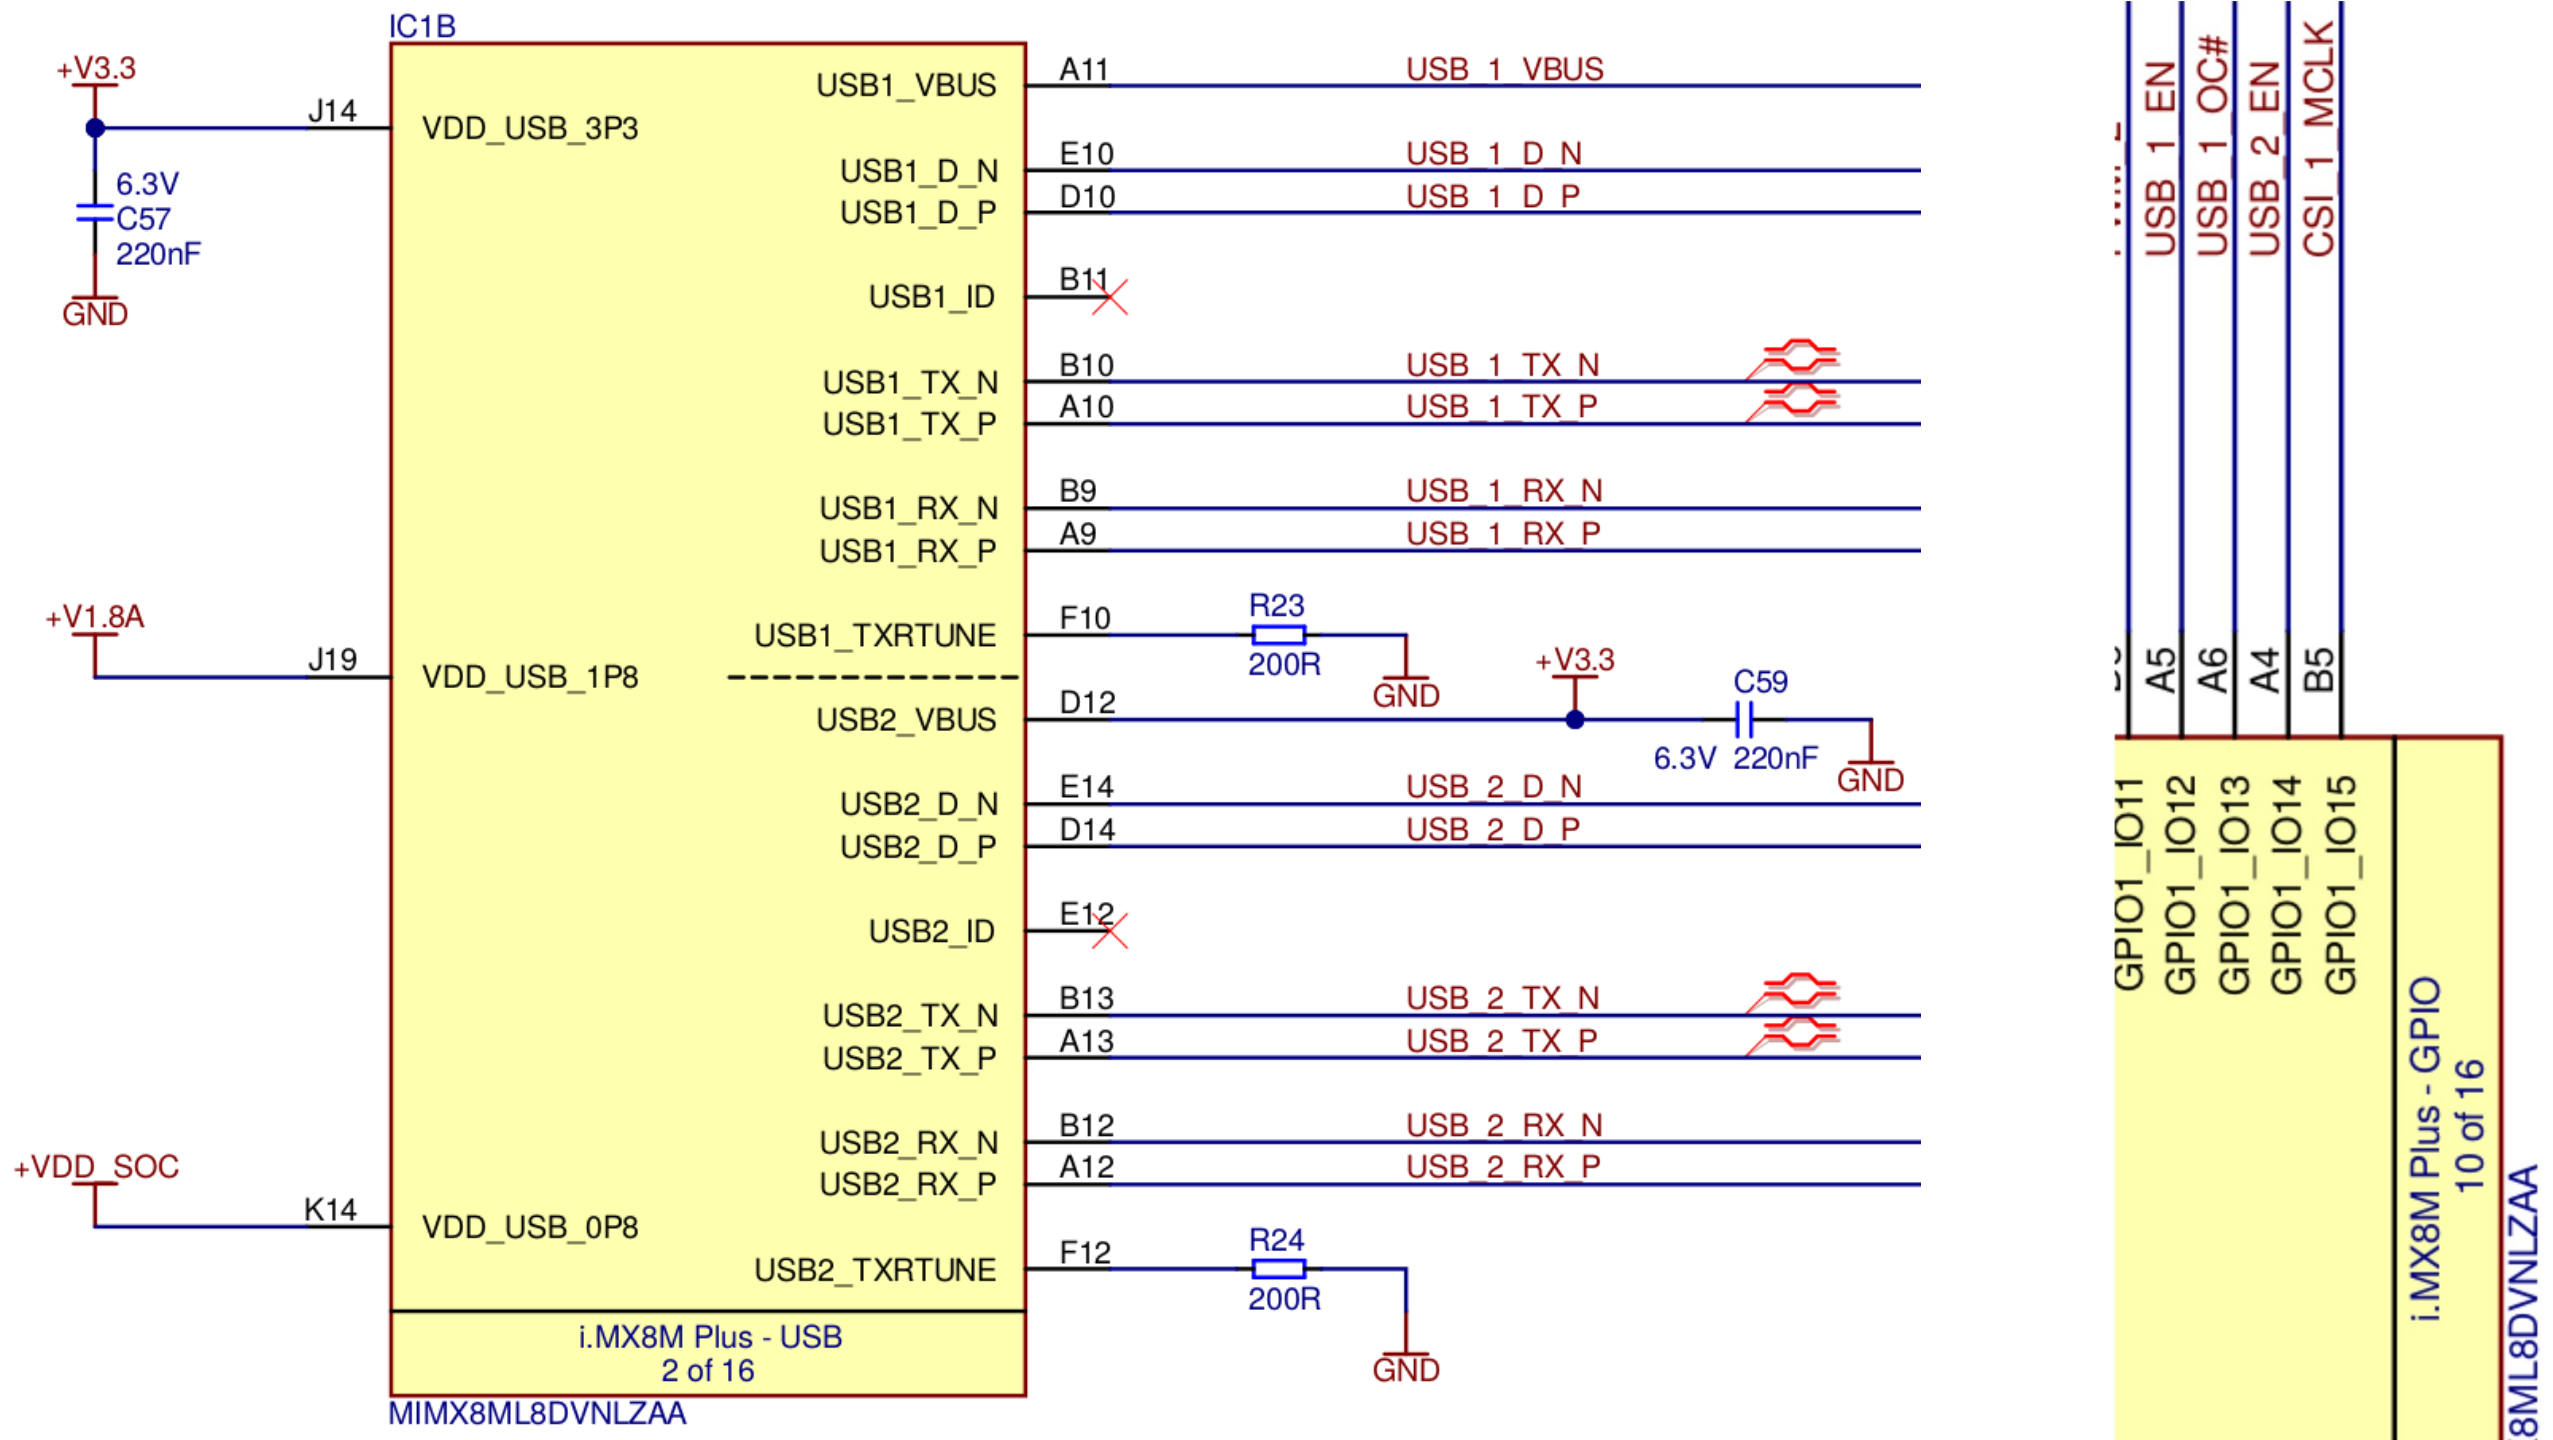 IC1B
+V3.3
J14
VDD_USB_3P3
6.3V
C57
220nF
GND
+V1.8A
J19
VDD_USB_1P8
+VDD_SOC
K14
VDD_USB_0P8
USB1_VBUS A11 USB_1_VBUS
USB1_D_N E10 USB_1_D_N
USB1_D_P D10 USB_1_D_P
USB1_ID B11
USB1_TX_N B10 USB_1_TX_N
USB1_TX_P A10 USB_1_TX_P
USB1_RX_N B9 USB_1_RX_N
USB1_RX_P A9 USB_1_RX_P
USB1_TXRTUNE F10 R23
200R
GND
+V3.3
USB2_VBUS D12 C59
6.3V 220nF
GND
USB2_D_N E14 USB_2_D_N
USB2_D_P D14 USB_2_D_P
USB2_ID E12
USB2_TX_N B13 USB_2_TX_N
USB2_TX_P A13 USB_2_TX_P
USB2_RX_N B12 USB_2_RX_N
USB2_RX_P A12 USB_2_RX_P
USB2_TXRTUNE F12 R24
200R
GND
i.MX8M Plus - USB
2 of 16
MIMX8ML8DVNLZAA
GPIO1_IO11
GPIO1_IO12 A5 USB_1_EN
GPIO1_IO13 A6 USB_1_OC#
GPIO1_IO14 A4 USB_2_EN
GPIO1_IO15 B5 CSI_1_MCLK
i.MX8M Plus - GPIO
10 of 16
8ML8DVNLZAA